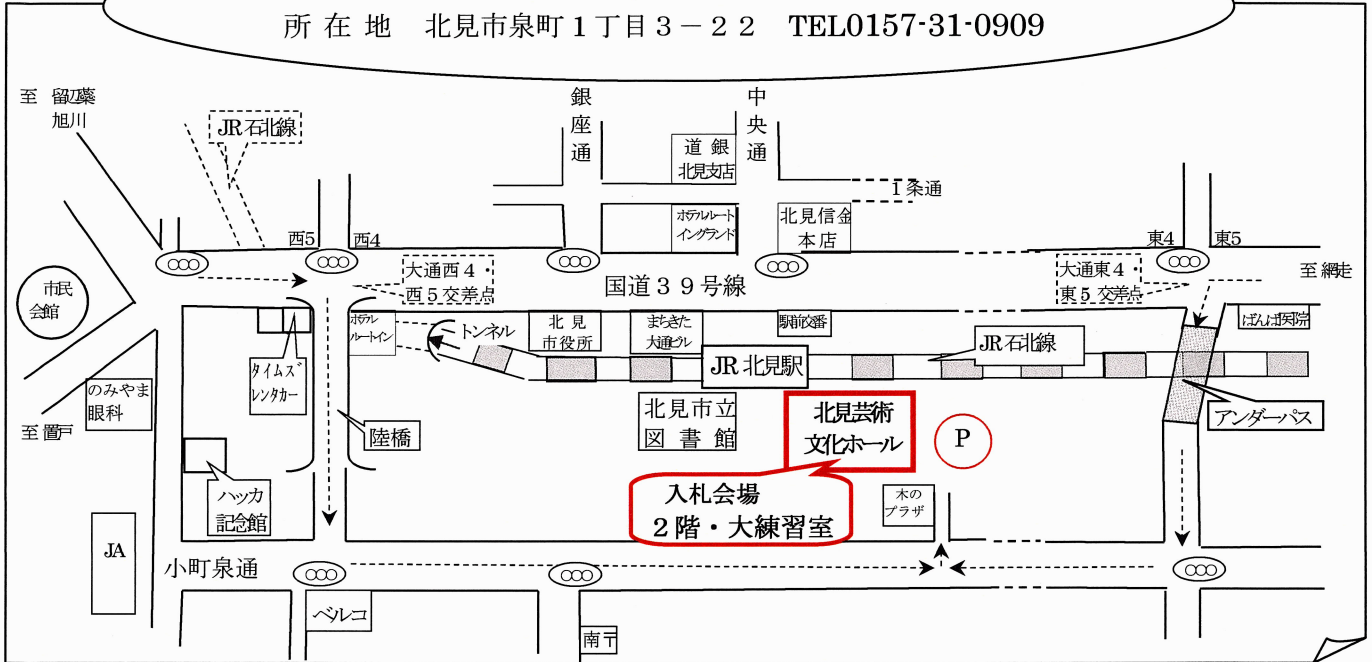 所在地 北見市泉町1丁目3－22 TEL0157-31-0909
至 留辺蘂
旭川
JR石北線
銀座通
中央通
道銀
北見支店
1条通
ホテルルート
イングランド
北見信金
本店
西5
西4
東4
東5
大通西4・
西5交差点
国道39号線
大通東4・
東5交差点
至網走
市民
会館
ホテル
ルートイン
トンネル
北見
市役所
まちきた
大通ビル
駅前交番
JR石北線
ばんば医院
JR北見駅
タイムズ
レンタカー
のみやま
眼科
至置戸
陸橋
北見市立
図書館
北見芸術
文化ホール
P
アンダーパス
ハッカ
記念館
入札会場
2階・大練習室
木の
プラザ
JA
小町泉通
ベルコ
南〒